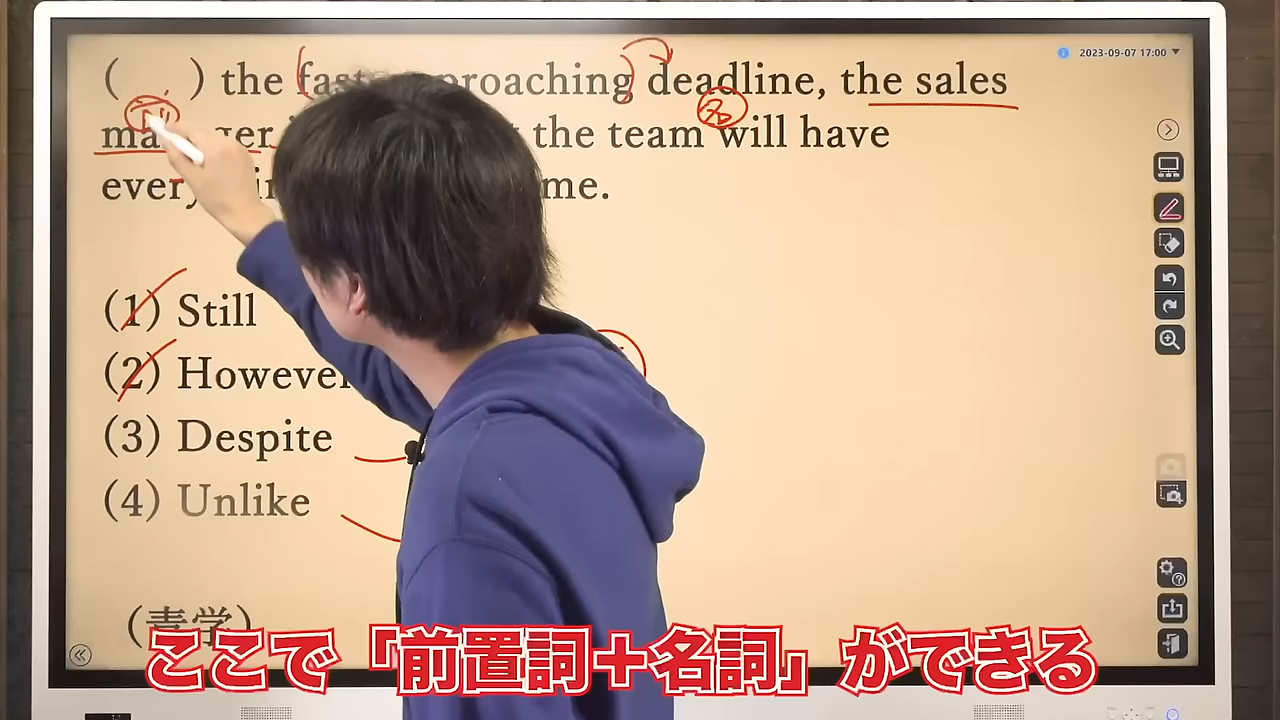 ( ) the fast proaching deadline, the sales
ma ger the team will have
every in me.
2023-09-07 17:00
(1) Still
(2) However
(3) Despite
(4) Unlike
(青学)
名
ここで「前置詞＋名詞」ができる